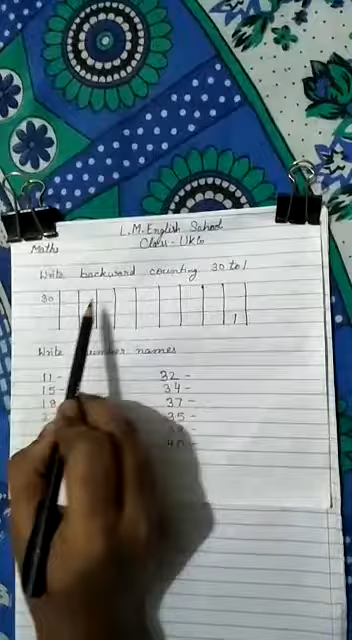 L.M. English School
Class - UKG
Maths
Write backward counting 30 to 1
30
1
Write number names
11 - 32 -
15 - 34 -
18 - 37 -
35 -
40 -